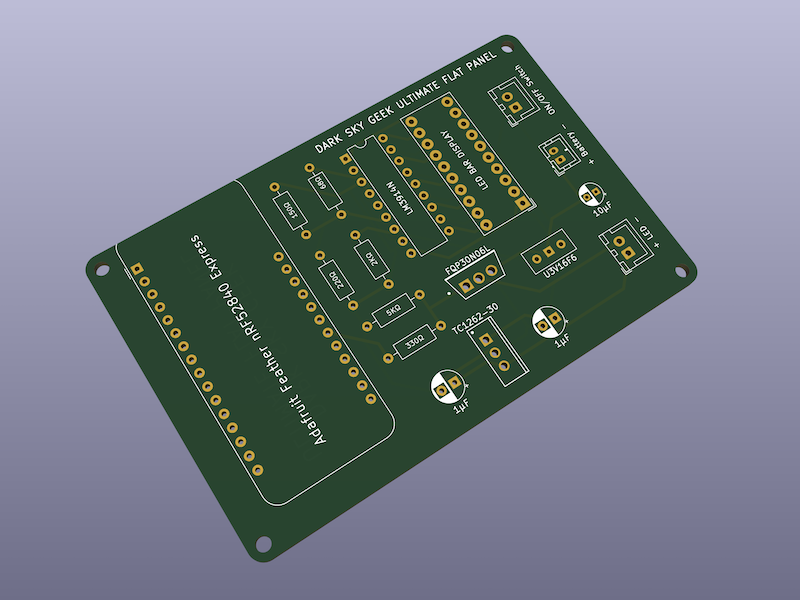 DARK SKY GEEK ULTIMATE FLAT PANEL
ON/OFF Switch
- Battery +
10µF
- LED +
LED BAR DISPLAY
LM3914N
68Ω
150Ω
2KΩ
220Ω
5KΩ
330Ω
FQP30N06L
U3V16F6
TC1262-30
1µF
1µF
Adafruit Feather nRF52840 Express